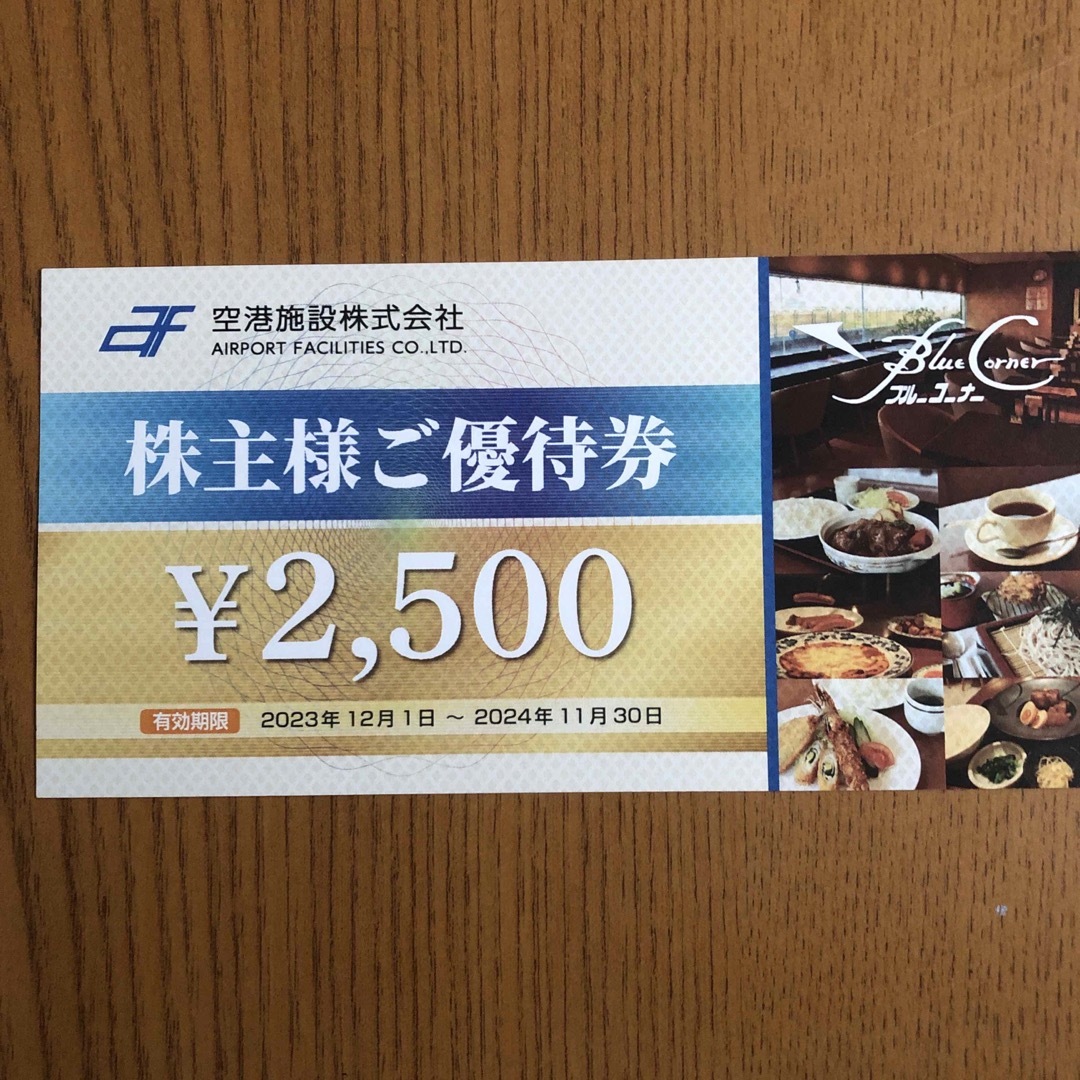 空港施設株式会社
AIRPORT FACILITIES CO.,LTD.
株主様ご優待券
¥2,500
有効期限 2023年12月1日 ~ 2024年11月30日
Blue Corner
ブルーコーナー